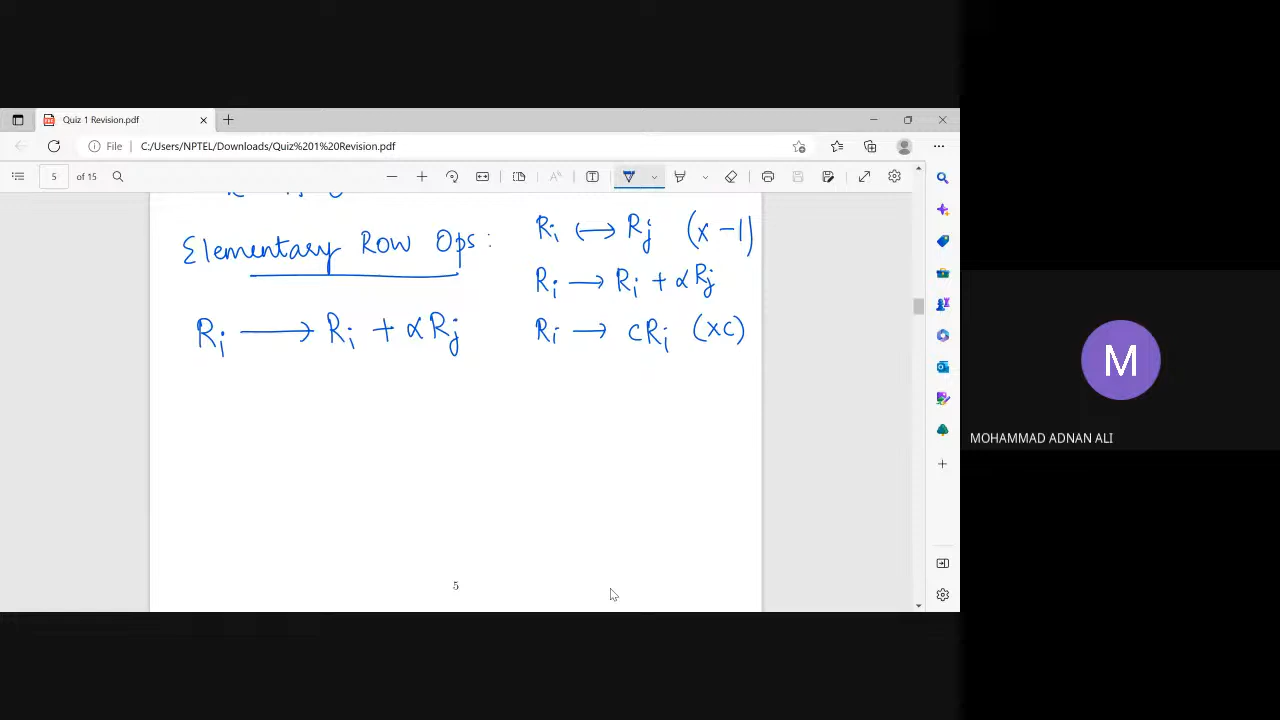 Quiz 1 Revision.pdf
File C:/Users/NPTEL/Downloads/Quiz%201%20Revision.pdf
5 of 15
Elementary Row Ops:
Ri ⟷ Rj (x -1)
Ri ⟶ Ri + αRj
Ri ⟶ Ri + αRj
Ri ⟶ cRi (xc)
5
M
MOHAMMAD ADNAN ALI